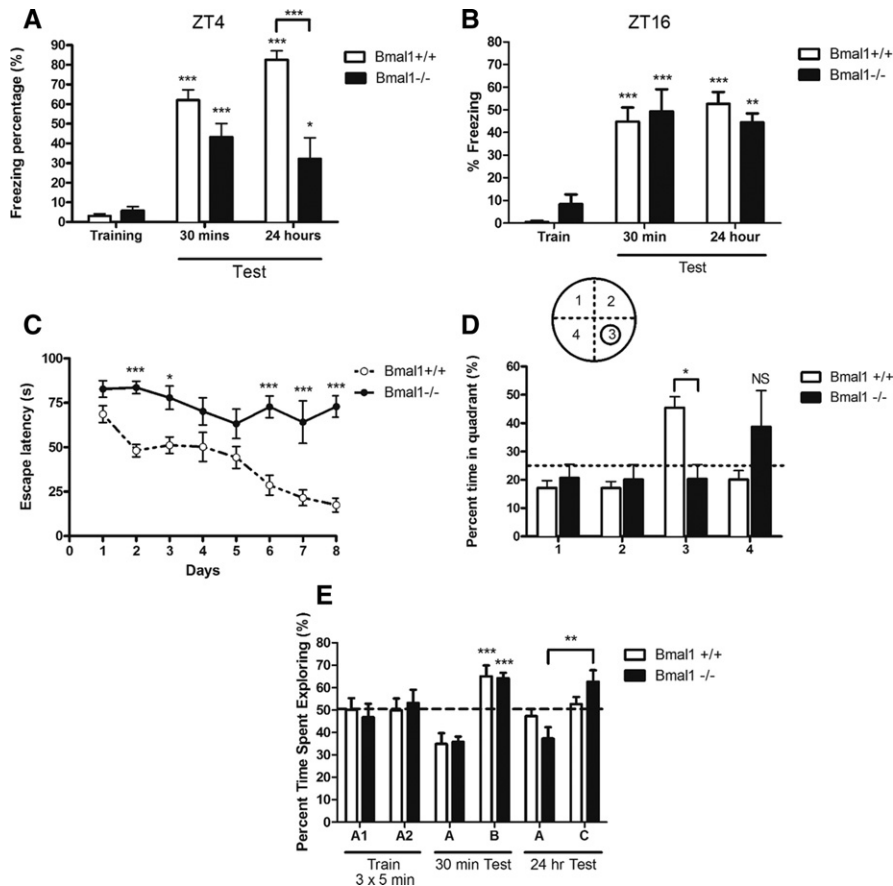 A
ZT4
Freezing percentage (%)
90
80
70
60
50
40
30
20
10
0
***
***
***
***
*
Bmal1+/+
Bmal1-/-
Training
30 mins
24 hours
Test
B
ZT16
% Freezing
80
70
60
50
40
30
20
10
0
***
***
***
**
Bmal1+/+
Bmal1-/-
Train
30 min
24 hour
Test
C
Escape latency (s)
100
75
50
25
0
***
*
***
***
***
Bmal1+/+
Bmal1-/-
0
1
2
3
4
5
6
7
8
Days
1
2
4
3
D
Percent time in quadrant (%)
60
50
40
30
20
10
0
*
NS
Bmal1 +/+
Bmal1 -/-
1
2
3
4
E
Percent Time Spent Exploring (%)
80
70
60
50
40
30
20
10
0
***
***
**
Bmal1 +/+
Bmal1 -/-
A1
A2
A
B
A
C
Train
3 x 5 min
30 min Test
24 hr Test